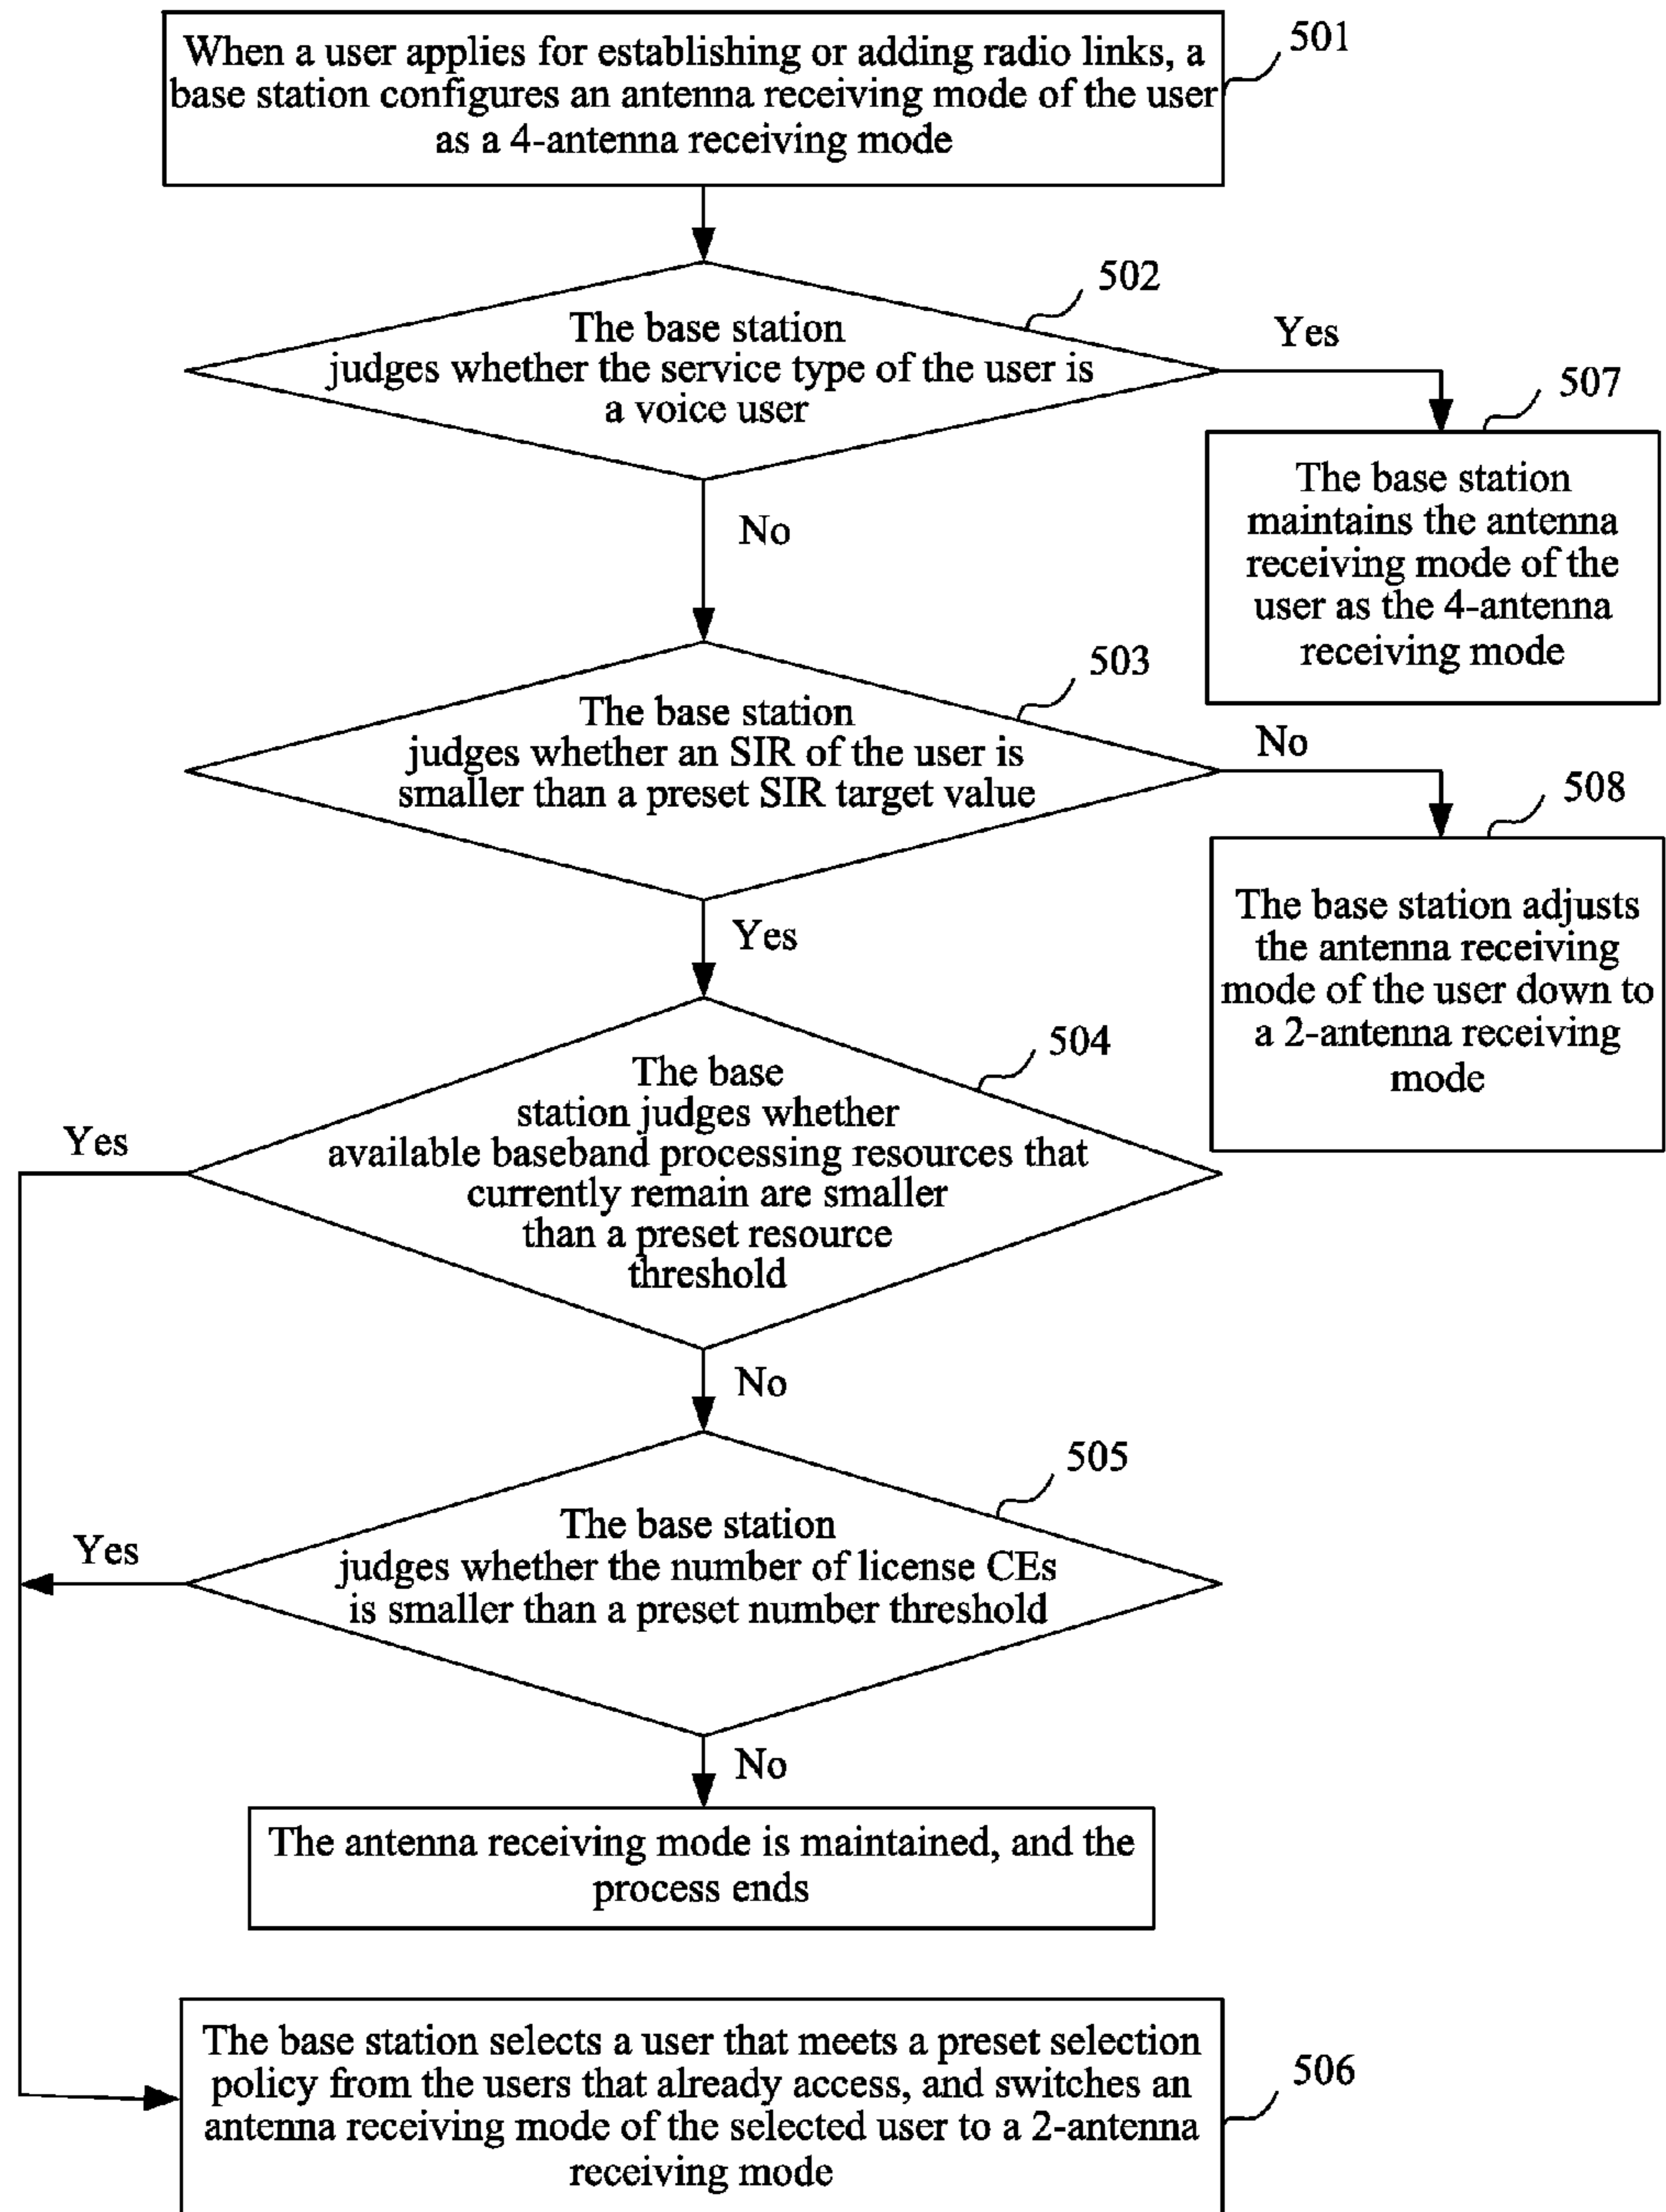 When a user applies for establishing or adding radio links, a
base station configures an antenna receiving mode of the user
as a 4-antenna receiving mode
501
The base station
judges whether the service type of the user is
a voice user
502
Yes
507
The base station
maintains the antenna
receiving mode of the
user as the 4-antenna
receiving mode
No
The base station
judges whether an SIR of the user is
smaller than a preset SIR target value
503
No
508
The base station adjusts
the antenna receiving
mode of the user down to
a 2-antenna receiving
mode
Yes
The base
station judges whether
available baseband processing resources that
currently remain are smaller
than a preset resource
threshold
504
Yes
No
The base station
judges whether the number of license CEs
is smaller than a preset number threshold
505
Yes
No
The antenna receiving mode is maintained, and the
process ends
The base station selects a user that meets a preset selection
policy from the users that already access, and switches an
antenna receiving mode of the selected user to a 2-antenna
receiving mode
506